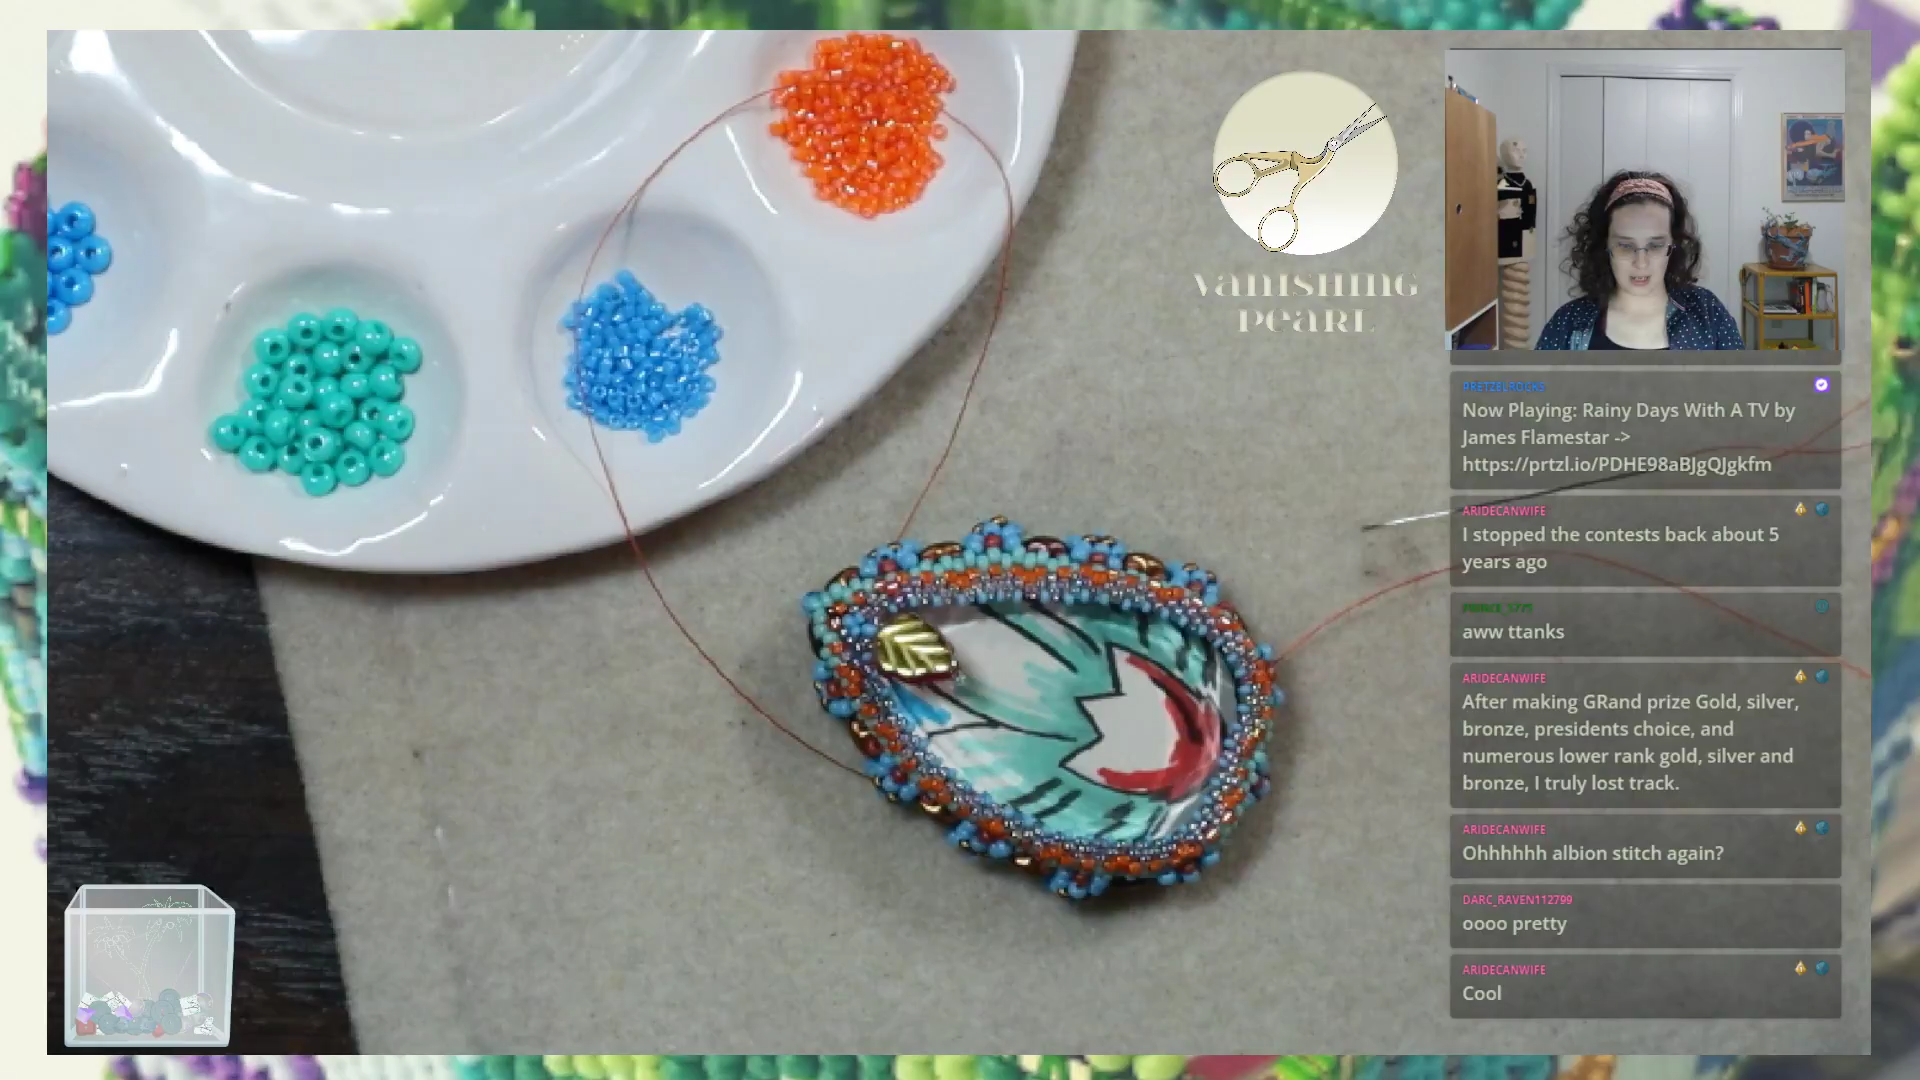 VANISHING
PEARL
PRETZELROCKS
Now Playing: Rainy Days With A TV by
James Flamestar ->
https://prtzl.io/PDHE98aBJgQJgkfm
ARIDECANWIFE
I stopped the contests back about 5
years ago
aww ttanks
ARIDECANWIFE
After making GRand prize Gold, silver,
bronze, presidents choice, and
numerous lower rank gold, silver and
bronze, I truly lost track.
ARIDECANWIFE
Ohhhhhh albion stitch again?
DARC_RAVEN112799
oooo pretty
ARIDECANWIFE
Cool